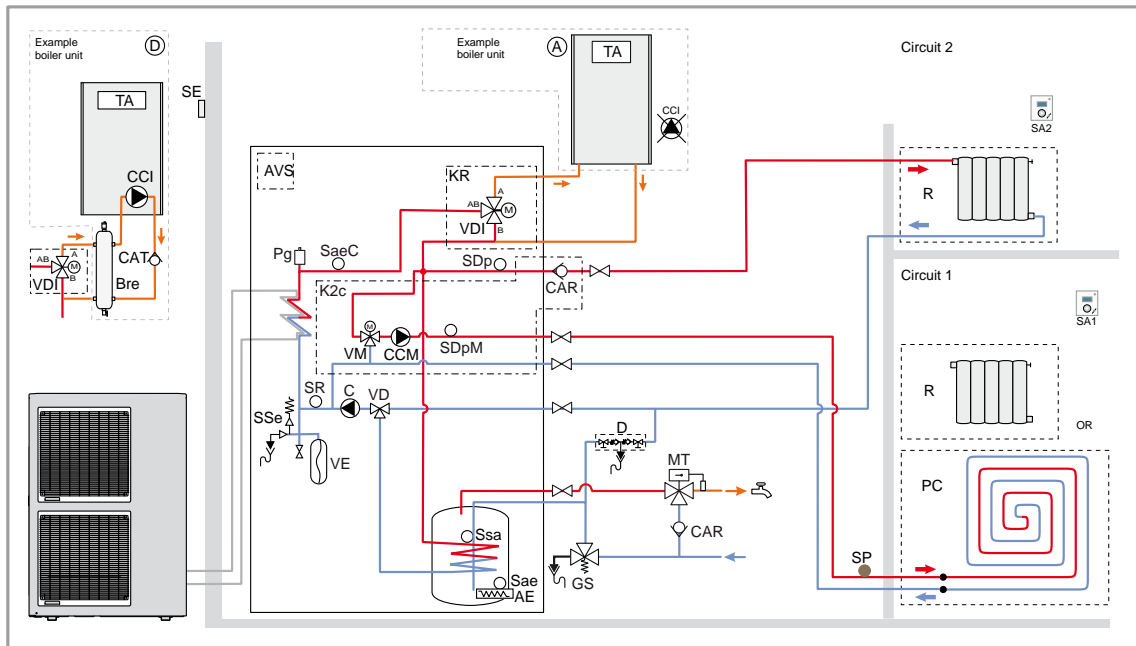 Example
boiler unit
D
TA
SE
CCI
CAT
AB
A
M
B
VDI
Bre
Example
boiler unit
A
TA
CCI
AVS
KR
A
AB
M
VDI
B
Pg
SaeC
SDp
CAR
K2c
M
VM
CCM
SDpM
SR
C
VD
SSe
VE
D
MT
Ssa
CAR
Sae
AE
GS
SP
Circuit 2
SA2
R
Circuit 1
SA1
R
OR
PC